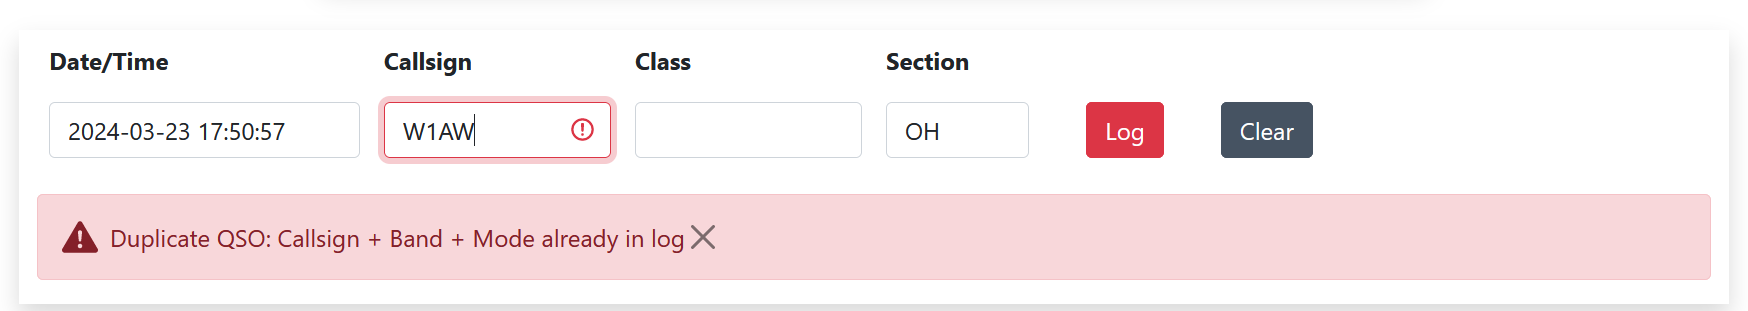 Date/Time Callsign Class Section
2024-03-23 17:50:57 W1AW OH Log Clear
Duplicate QSO: Callsign + Band + Mode already in log